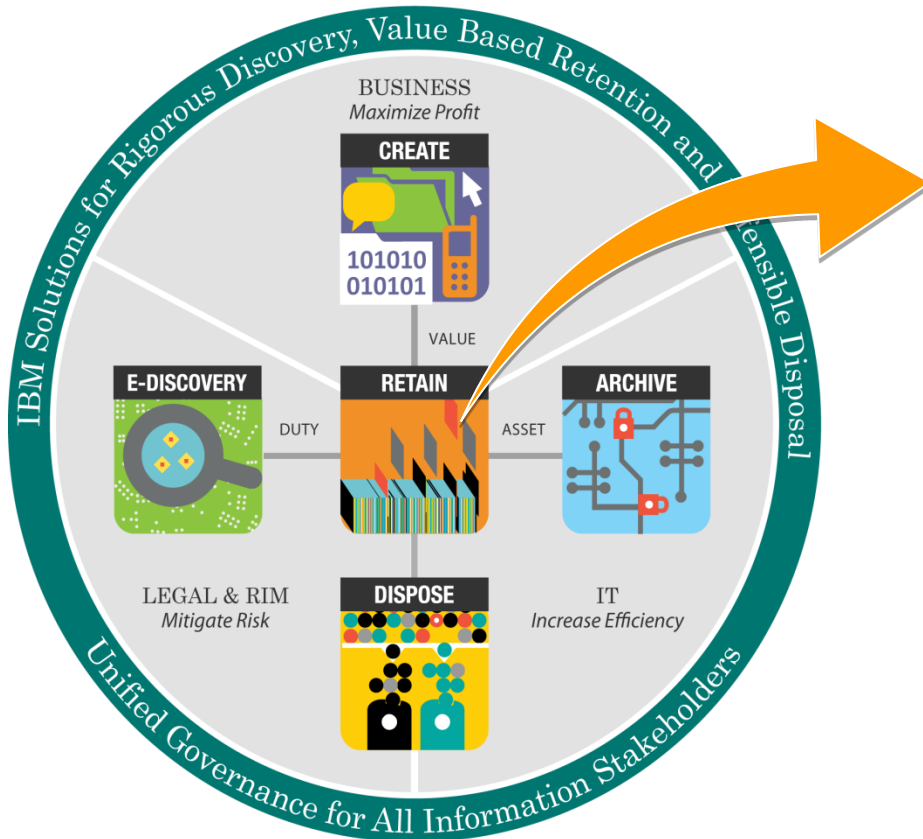 IBM Solutions for Rigorous Discovery, Value Based Retention and ensible Disposal
BUSINESS
Maximize Profit
CREATE
101010
010101
VALUE
E-DISCOVERY
DUTY
RETAIN
ASSET
ARCHIVE
LEGAL & RIM
Mitigate Risk
DISPOSE
IT
Increase Efficiency
Unified Governance for All Information Stakeholders